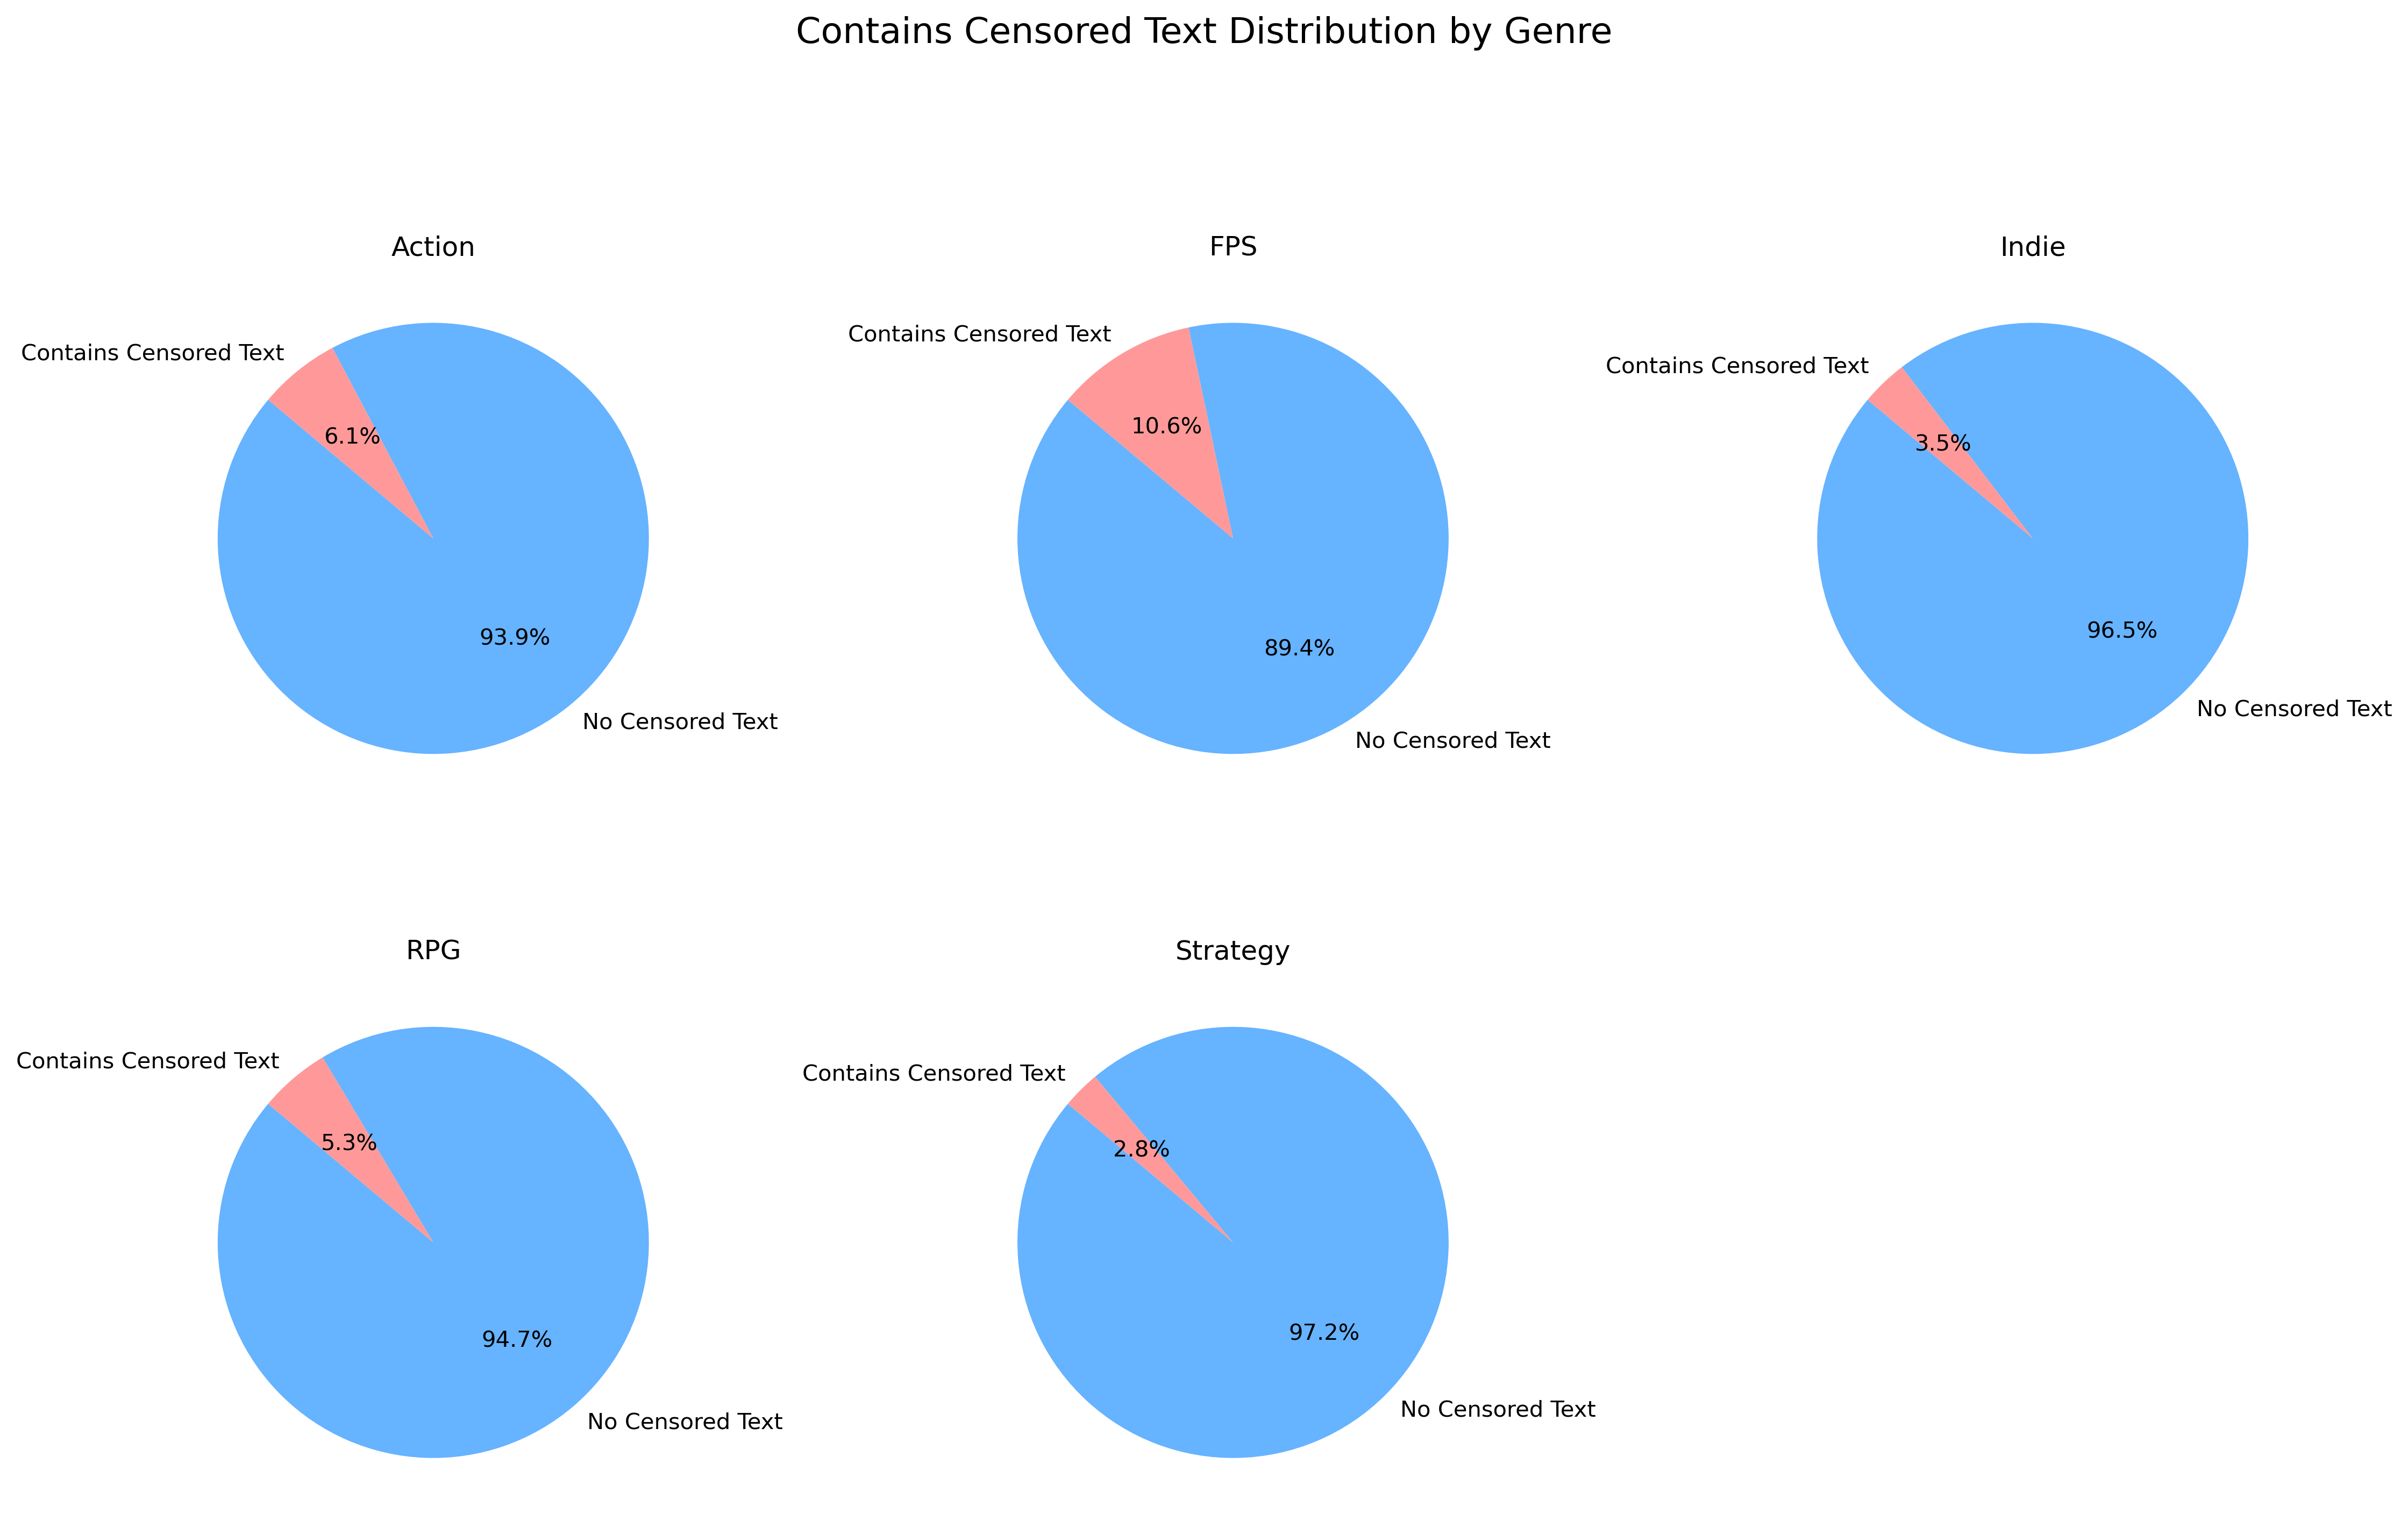 Contains Censored Text Distribution by Genre
Action
Contains Censored Text
6.1%
93.9%
No Censored Text
FPS
Contains Censored Text
10.6%
89.4%
No Censored Text
Indie
Contains Censored Text
3.5%
96.5%
No Censored Text
RPG
Contains Censored Text
5.3%
94.7%
No Censored Text
Strategy
Contains Censored Text
2.8%
97.2%
No Censored Text